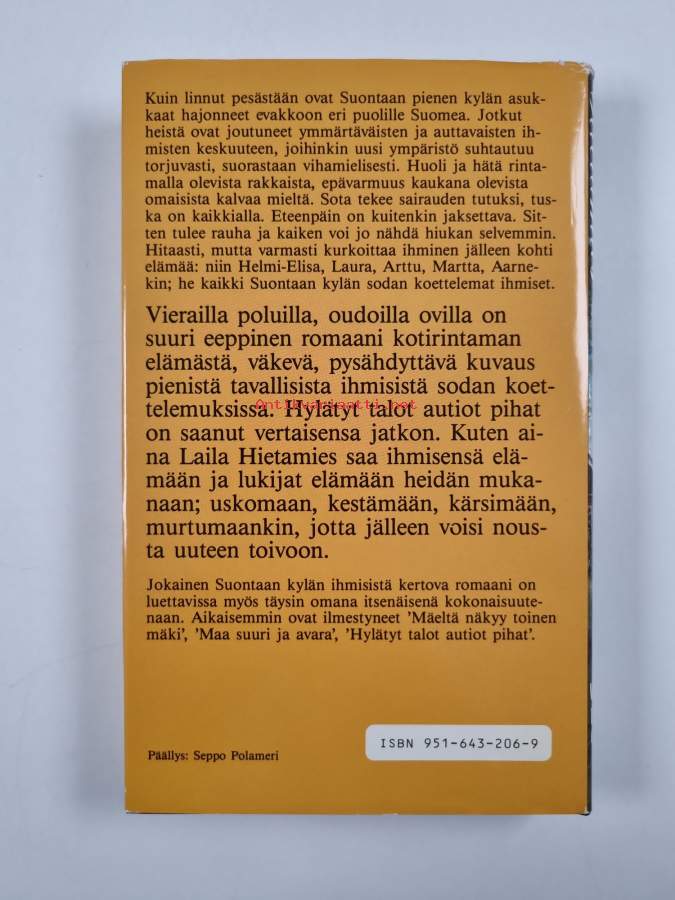 Kuin linnut pesästään ovat Suontaan pienen kylän asuk-
kaat hajonneet evakkoon eri puolille Suomea. Jotkut
heistä ovat joutuneet ymmärtäväisten ja auttavaisten ih-
misten keskuuteen, joihinkin uusi ympäristö suhtautuu
torjuvasti, suorastaan vihamielisesti. Huoli ja hätä rinta-
malla olevista rakkaista, epävarmuus kaukana olevista
omaisista kalvaa mieltä. Sota tekee sairauden tutuksi, tus-
ka on kaikkialla. Eteenpäin on kuitenkin jaksettava. Sit-
ten tulee rauha ja kaiken voi jo nähdä hiukan selvemmin.
Hitaasti, mutta varmasti kurkoittaa ihminen jälleen kohti
elämää: niin Helmi-Elisa, Laura, Arttu, Martta, Aarne-
kin; he kaikki Suontaan kylän sodan koettelemat ihmiset.
Vierailla poluilla, oudoilla ovilla on
suuri eeppinen romaani kotirintaman
elämästä, väkevä, pysähdyttävä kuvaus
pienistä tavallisista ihmisistä sodan koet-
telemuksissa. Hylätyt talot autiot pihat
Antikvariaatti.net
on saanut vertaisensa jatkon. Kuten ai-
na Laila Hietamies saa ihmisensä elä-
mään ja lukijat elämään heidän muka-
naan; uskomaan, kestämään, kärsimään,
murtumaankin, jotta jälleen voisi nous-
ta uuteen toivoon.
Jokainen Suontaan kylän ihmisistä kertova romaani on
luettavissa myös täysin omana itsenäisenä kokonaisuute-
naan. Aikaisemmin ovat ilmestyneet 'Mäeltä näkyy toinen
mäki', 'Maa suuri ja avara', 'Hylätyt talot autiot pihat'.
ISBN 951-643-206-9
Päällys: Seppo Polameri